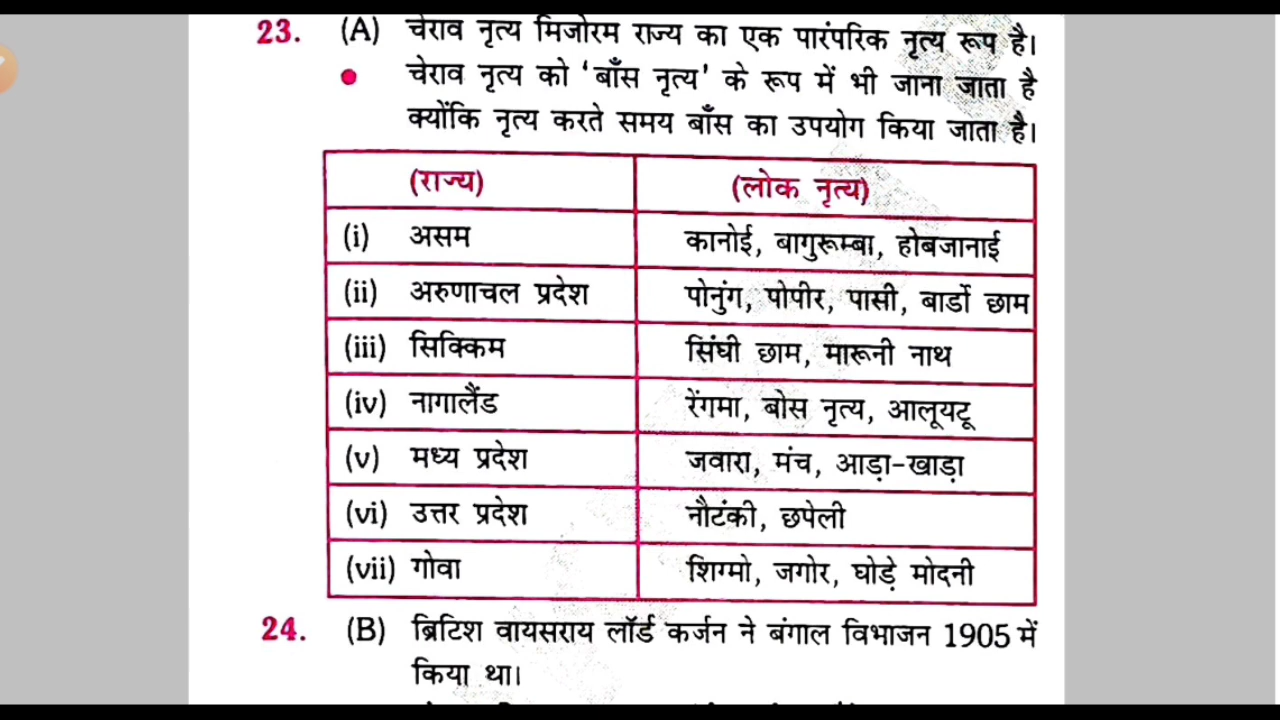 23. (A) चेराव नृत्य मिजोरम राज्य का एक पारंपरिक नृत्य रूप है।
● चेराव नृत्य को ‘बाँस नृत्य’ के रूप में भी जाना जाता है
क्योंकि नृत्य करते समय बाँस का उपयोग किया जाता है।
(राज्य) (लोक नृत्य)
(i) असम कानोई, बागुरूम्बा, होबजानाई
(ii) अरुणाचल प्रदेश पोनुंग, पोपीर, पासी, बार्डो छाम
(iii) सिक्किम सिंघी छाम, मारूनी नाथ
(iv) नागालैंड रेंगमा, बोस नृत्य, आलूयटू
(v) मध्य प्रदेश जवारा, मंच, आड़ा-खाड़ा
(vi) उत्तर प्रदेश नौटंकी, छपेली
(vii) गोवा शिग्मो, जगोर, घोड़े मोदनी
24. (B) ब्रिटिश वायसराय लॉर्ड कर्जन ने बंगाल विभाजन 1905 में
किया था।